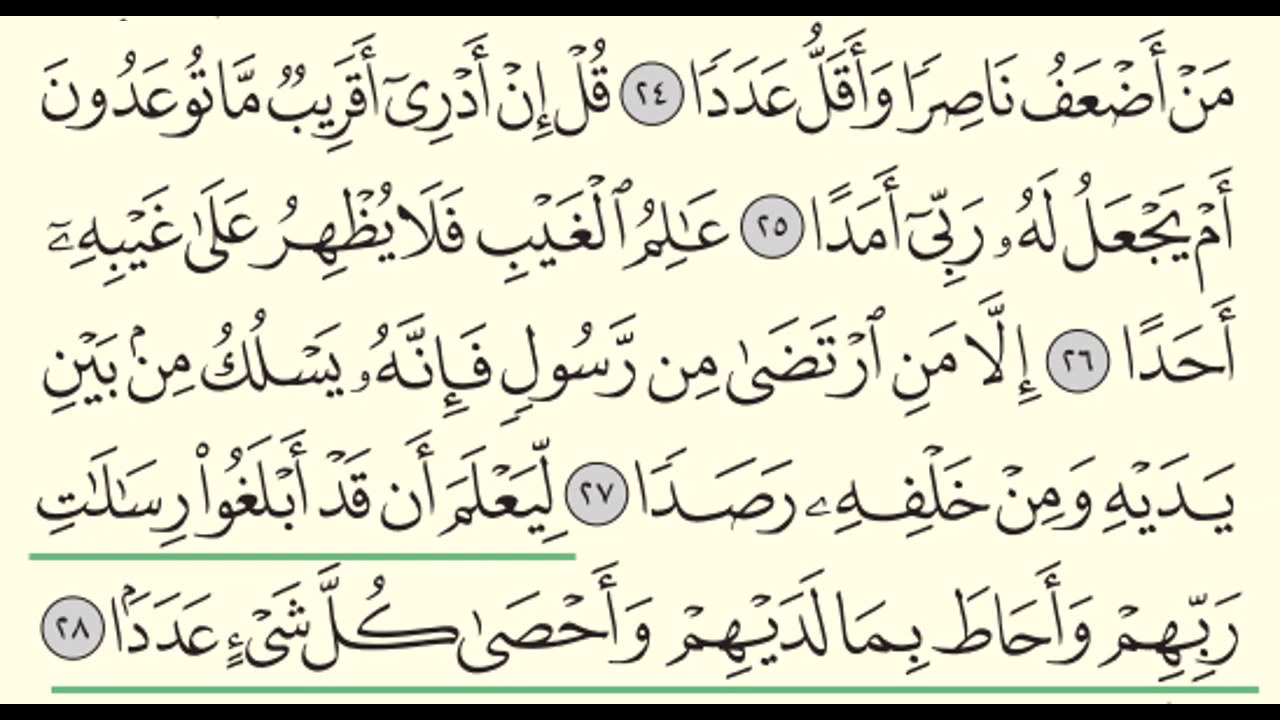 مَنْ أَضْعَفُ نَاصِرًا وَأَقَلُّ عَدَدًا ٢٤ قُلْ إِنْ أَدْرِىٓ أَقَرِيبٌ مَّا تُوعَدُونَ
أَمْ يَجْعَلُ لَهُۥ رَبِّىٓ أَمَدًا ٢٥ عَٰلِمُ ٱلْغَيْبِ فَلَا يُظْهِرُ عَلَىٰ غَيْبِهِۦٓ
أَحَدًا ٢٦ إِلَّا مَنِ ٱرْتَضَىٰ مِن رَّسُولٍ فَإِنَّهُۥ يَسْلُكُ مِنۢ بَيْنِ
يَدَيْهِ وَمِنْ خَلْفِهِۦ رَصَدًا ٢٧ لِّيَعْلَمَ أَن قَدْ أَبْلَغُوا۟ رِسَٰلَٰتِ
رَبِّهِمْ وَأَحَاطَ بِمَا لَدَيْهِمْ وَأَحْصَىٰ كُلَّ شَىْءٍ عَدَدًۢا ٢٨